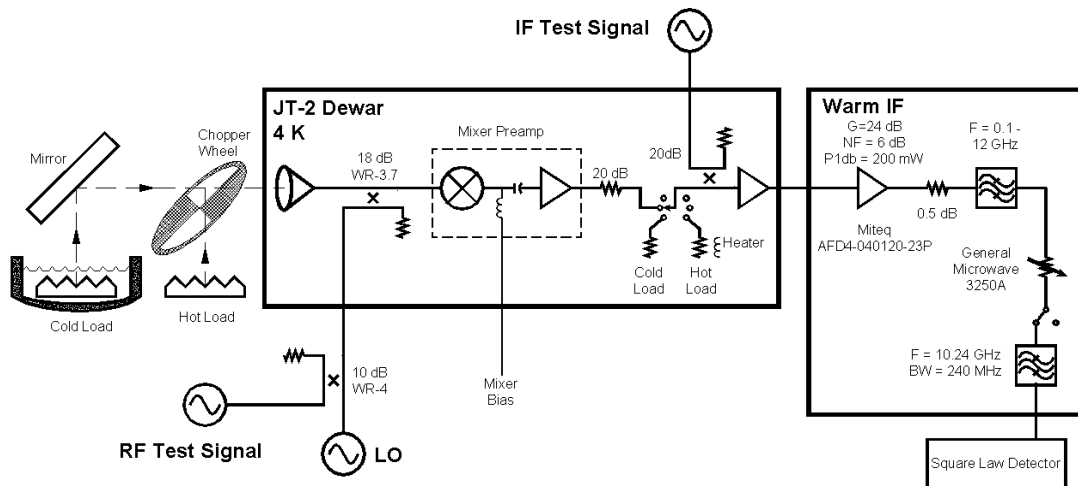 IF Test Signal
JT-2 Dewar
4 K
Warm IF
Mirror
Chopper
Wheel
18 dB
WR-3.7
Mixer Preamp
20 dB
20dB
G=24 dB
NF = 6 dB
P1db = 200 mW
F = 0.1 -
12 GHz
0.5 dB
Miteq
AFD4-040120-23P
Cold
Load
Hot
Load
Heater
General
Microwave
3250A
Cold Load
Hot Load
10 dB
WR-4
Mixer
Bias
F = 10.24 GHz
BW = 240 MHz
RF Test Signal
LO
Square Law Detector